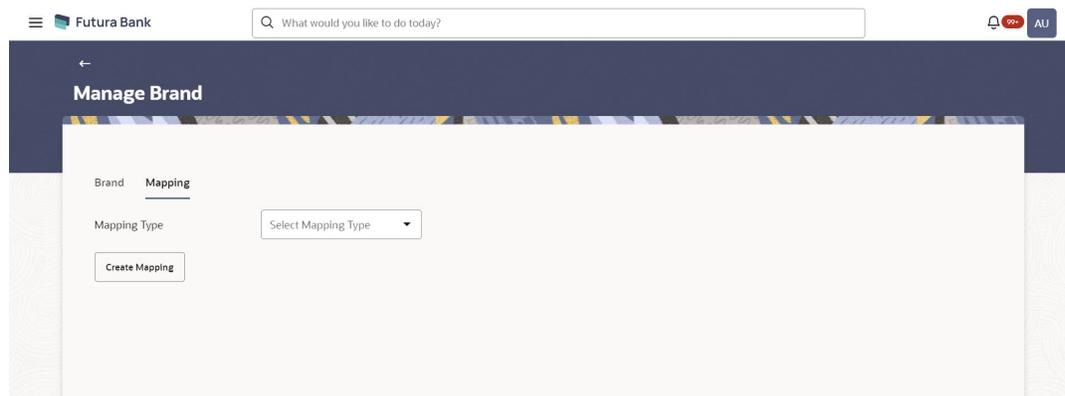 Futura Bank
What would you like to do today?
99+
AU
Manage Brand
Brand Mapping
Mapping Type Select Mapping Type
Create Mapping